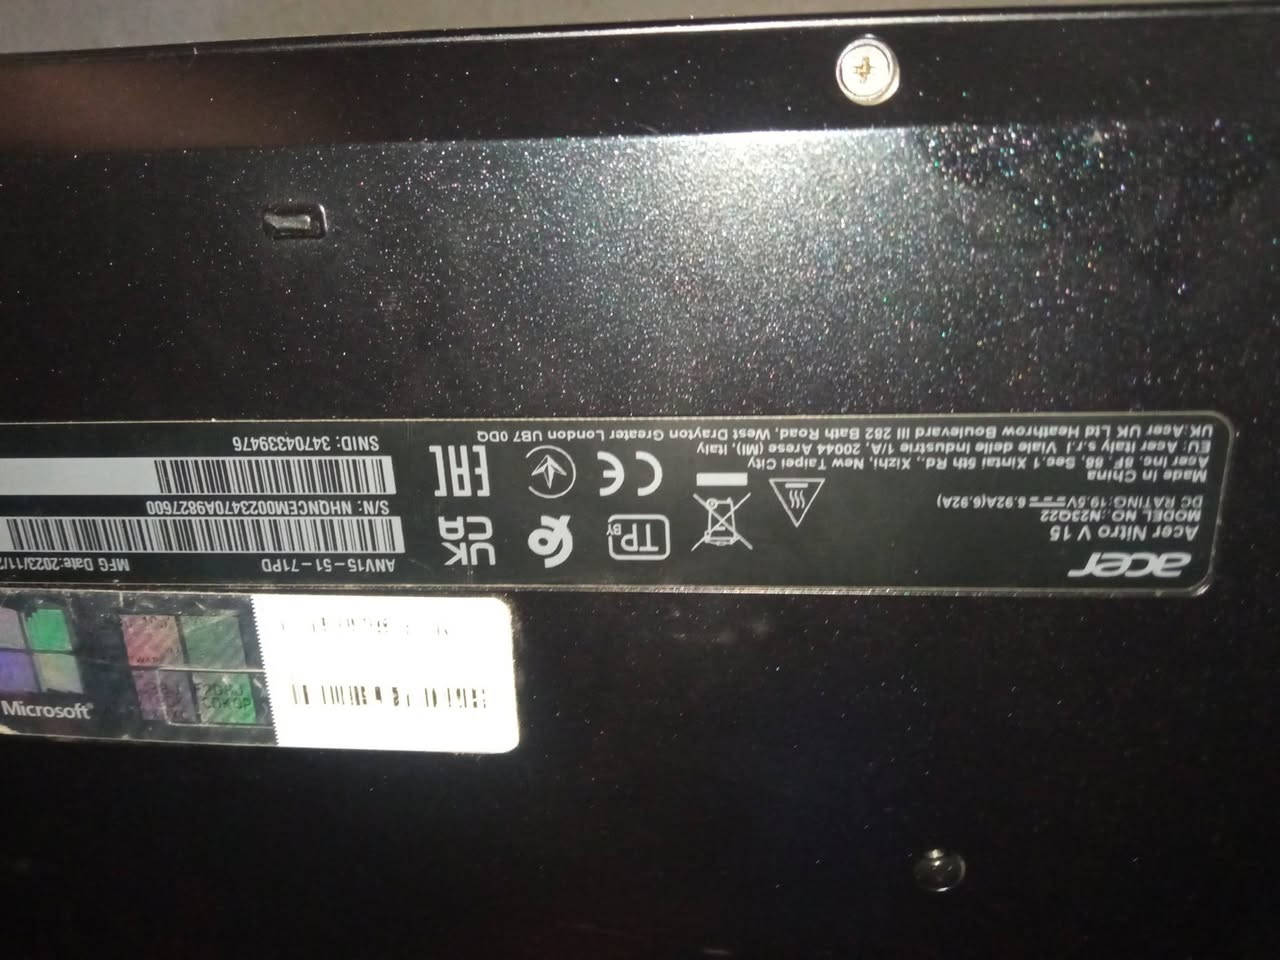 acer
Acer Nitro V 15
MODEL NO.: N23Q22
DC RATING:19.5V 6.92A(6.92A)
Made In China
Acer Inc. 8F 88, Sec.1 Xintai 5th Rd., Xizhi, New Taipei City
EU: Acer Italy s.r.l. Viale delle Industrie 1/A, 20044 Arese (MI), Italy
UK:Acer UK Ltd Heathrow Boulevard III 282 Bath Road, West Drayton Greater London UB7 0DQ
TP BY
UK
CA
CE
EAC
ANV15-51-71PD
MFG Date:2023/11/
S/N: NHQNCEM0023470A9827600
SNID: 34704339476
Microsoft